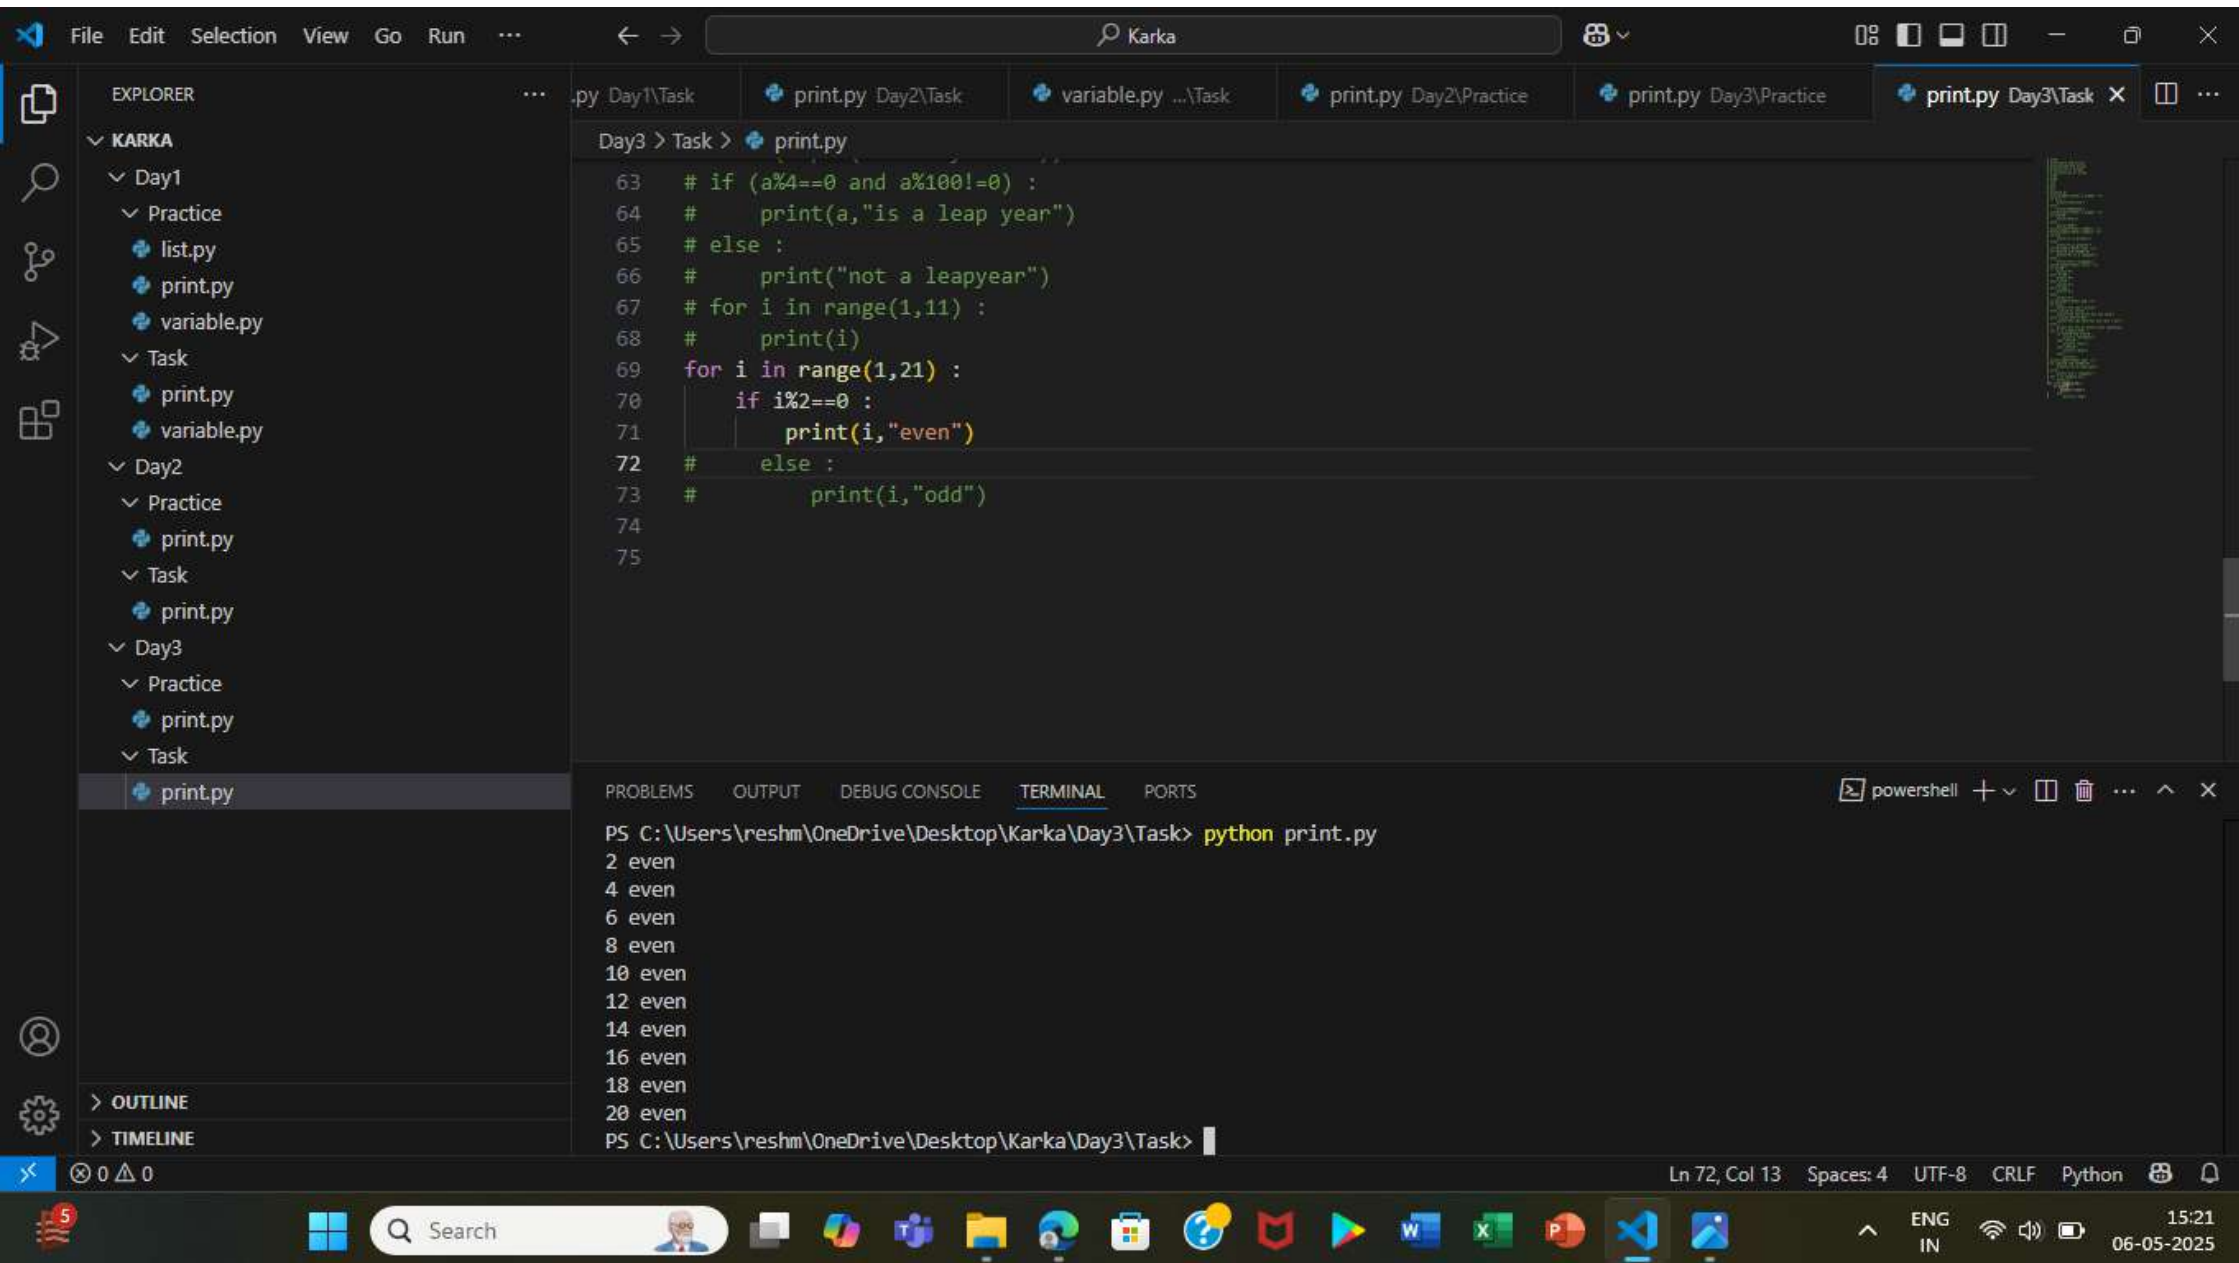 File Edit Selection View Go Run ··· Karka
EXPLORER ···
.py Day1\Task print.py Day2\Task variable.py ...\Task print.py Day2\Practice print.py Day3\Practice print.py Day3\Task
KARKA
Day1
Practice
list.py
print.py
variable.py
Task
print.py
variable.py
Day2
Practice
print.py
Task
print.py
Day3
Practice
print.py
Task
print.py
OUTLINE
TIMELINE
Day3 > Task > print.py
63 # if (a%4==0 and a%100!=0) :
64 #     print(a,"is a leap year")
65 # else :
66 #     print("not a leapyear")
67 # for i in range(1,11) :
68 #     print(i)
69 for i in range(1,21) :
70     if i%2==0 :
71         print(i,"even")
72 #     else :
73 #         print(i,"odd")
74
75
PROBLEMS OUTPUT DEBUG CONSOLE TERMINAL PORTS powershell
PS C:\Users\reshm\OneDrive\Desktop\Karka\Day3\Task> python print.py
2 even
4 even
6 even
8 even
10 even
12 even
14 even
16 even
18 even
20 even
PS C:\Users\reshm\OneDrive\Desktop\Karka\Day3\Task>
0 0 Ln 72, Col 13 Spaces: 4 UTF-8 CRLF Python
5 Search ENG 15:21
IN 06-05-2025